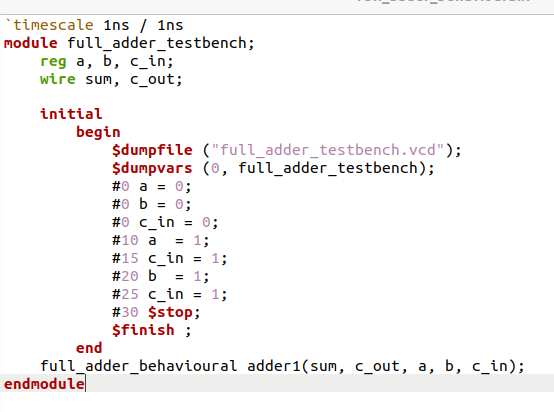 `timescale 1ns / 1ns
module full_adder_testbench;
    reg a, b, c_in;
    wire sum, c_out;

    initial
        begin
            $dumpfile ("full_adder_testbench.vcd");
            $dumpvars (0, full_adder_testbench);
            #0 a = 0;
            #0 b = 0;
            #0 c_in = 0;
            #10 a  = 1;
            #15 c_in = 1;
            #20 b  = 1;
            #25 c_in = 1;
            #30 $stop;
            $finish ;
        end
    full_adder_behavioural adder1(sum, c_out, a, b, c_in);
endmodule